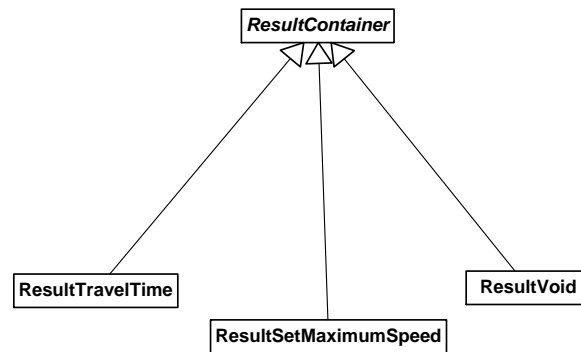 ResultContainer
ResultTravelTime
ResultVoid
ResultSetMaximumSpeed